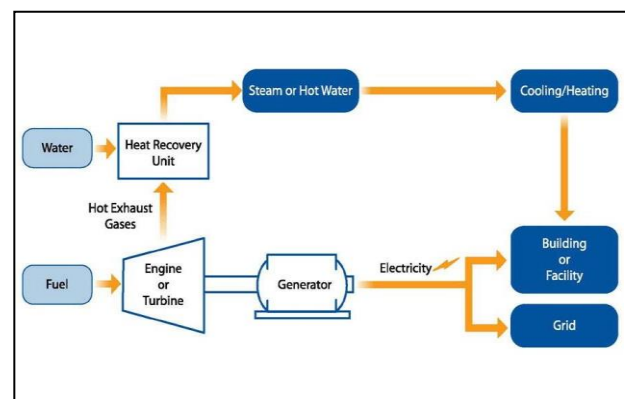 Steam or Hot Water
Cooling/Heating
Water
Heat Recovery
Unit
Hot Exhaust
Gases
Fuel
Engine
or
Turbine
Generator
Electricity
Building
or
Facility
Grid